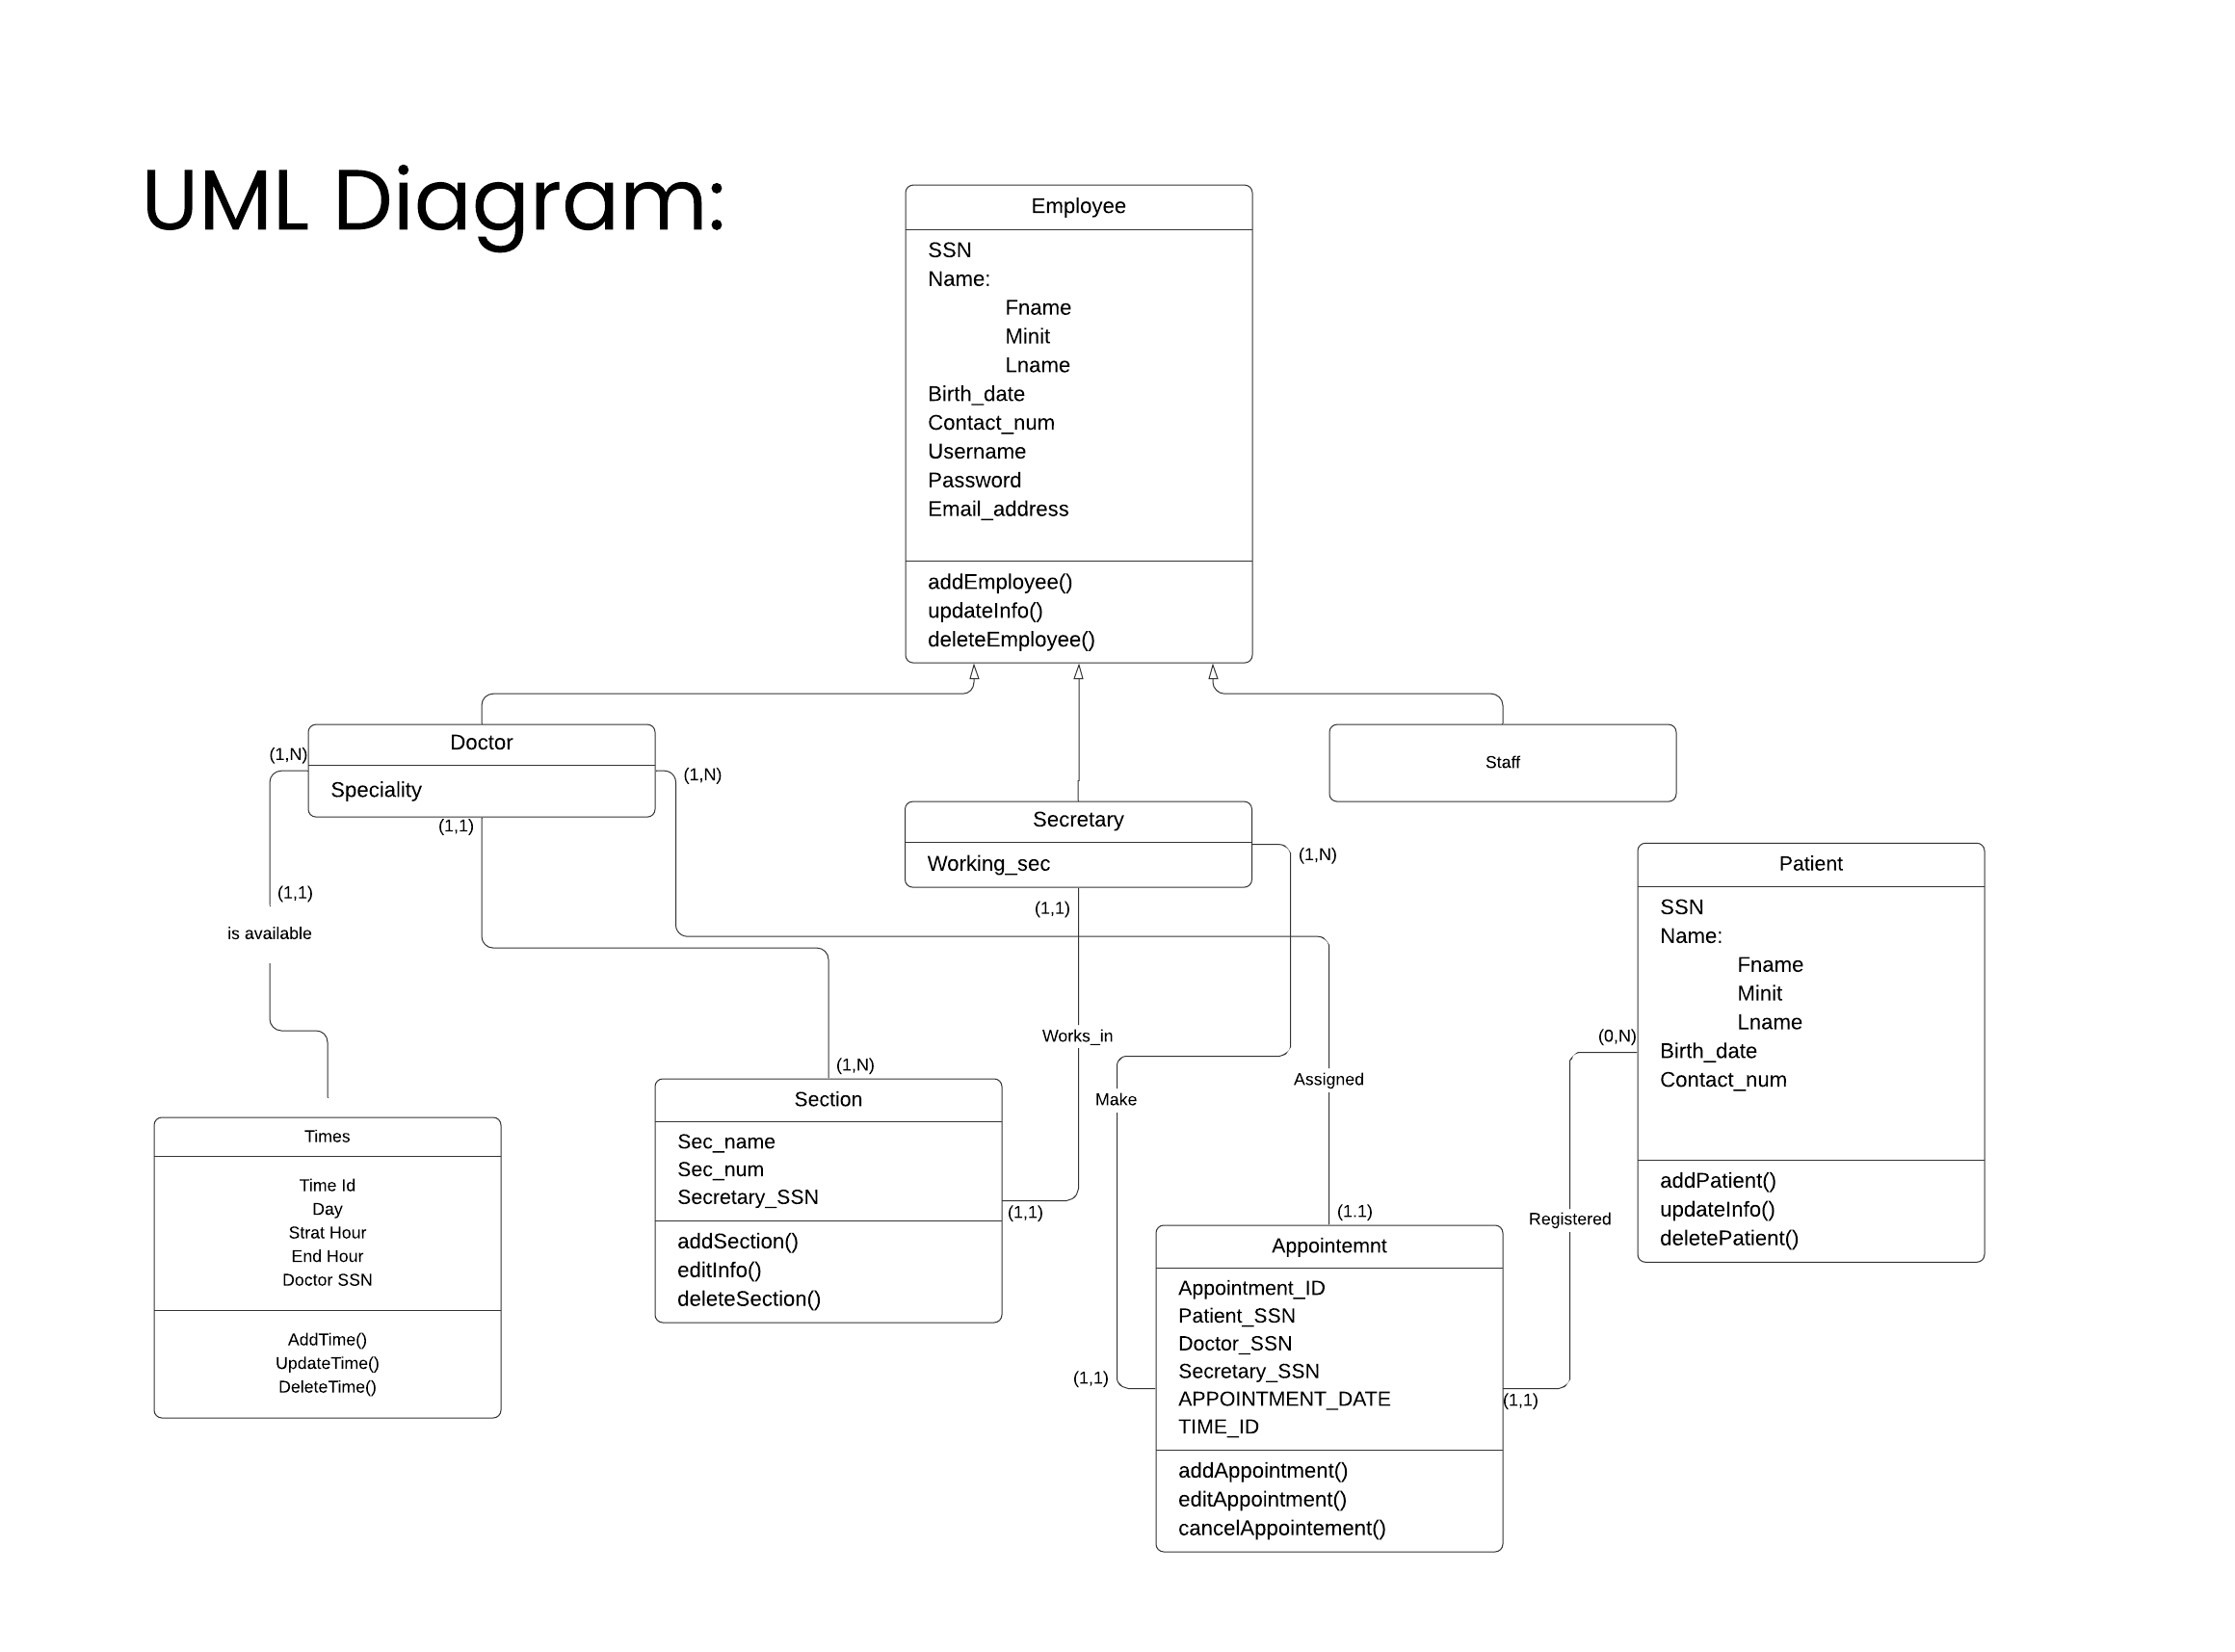 UML Diagram:
Employee
SSN
Name:
Fname
Minit
Lname
Birth_date
Contact_num
Username
Password
Email_address
addEmployee()
updateInfo()
deleteEmployee()
Doctor
Speciality
(1,N)
(1,N)
(1,1)
Secretary
Working_sec
(1,N)
(1,1)
Staff
Patient
SSN
Name:
Fname
Minit
Lname
Birth_date
Contact_num
addPatient()
updateInfo()
deletePatient()
(0,N)
(1,1)
is available
Works_in
Make
Assigned
Registered
Times
Time Id
Day
Strat Hour
End Hour
Doctor SSN
AddTime()
UpdateTime()
DeleteTime()
(1,N)
Section
Sec_name
Sec_num
Secretary_SSN
addSection()
editInfo()
deleteSection()
(1,1)
(1.1)
Appointemnt
Appointment_ID
Patient_SSN
Doctor_SSN
Secretary_SSN
APPOINTMENT_DATE
TIME_ID
addAppointment()
editAppointment()
cancelAppointement()
(1,1)
(1,1)